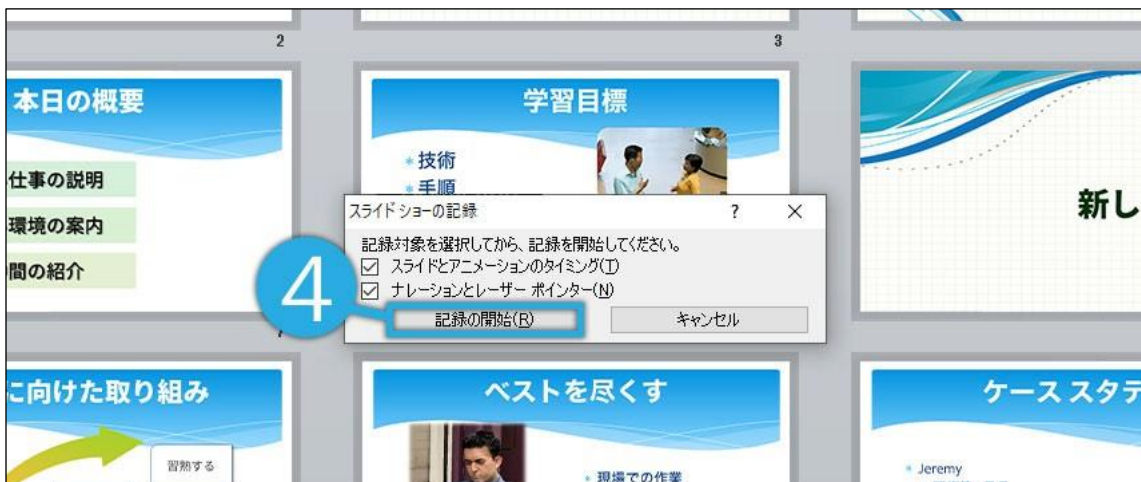 2
3
本日の概要
仕事の説明
環境の案内
間の紹介
学習目標
* 技術
* 手順
新し
スライド ショーの記録
? ×
記録対象を選択してから、記録を開始してください。
スライドとアニメーションのタイミング(T)
ナレーションとレーザー ポインター(N)
記録の開始(R)
キャンセル
4
に向けた取り組み
習熟する
ベストを尽くす
* 現場での作業
ケース スタデ
* Jeremy